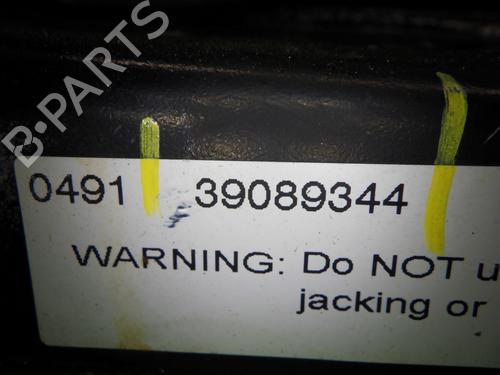 B-PARTS
0491 39089344
WARNING: Do NOT u
jacking or